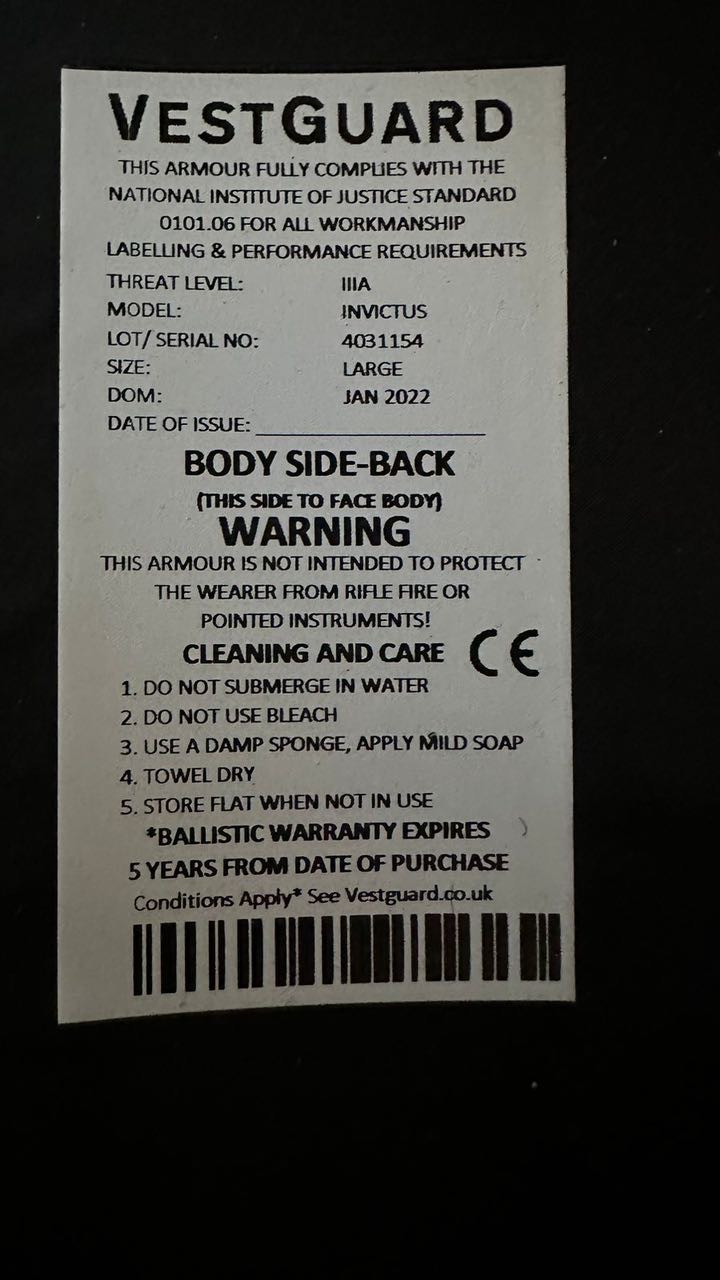 VESTGUARD
THIS ARMOUR FULLY COMPLIES WITH THE
NATIONAL INSTITUTE OF JUSTICE STANDARD
0101.06 FOR ALL WORKMANSHIP
LABELLING & PERFORMANCE REQUIREMENTS
THREAT LEVEL: IIIA
MODEL: INVICTUS
LOT/ SERIAL NO: 4031154
SIZE: LARGE
DOM: JAN 2022
DATE OF ISSUE: ____________________
BODY SIDE-BACK
(THIS SIDE TO FACE BODY)
WARNING
THIS ARMOUR IS NOT INTENDED TO PROTECT
THE WEARER FROM RIFLE FIRE OR
POINTED INSTRUMENTS!
CLEANING AND CARE CE
1. DO NOT SUBMERGE IN WATER
2. DO NOT USE BLEACH
3. USE A DAMP SPONGE, APPLY MILD SOAP
4. TOWEL DRY
5. STORE FLAT WHEN NOT IN USE
*BALLISTIC WARRANTY EXPIRES
5 YEARS FROM DATE OF PURCHASE
Conditions Apply* See Vestguard.co.uk